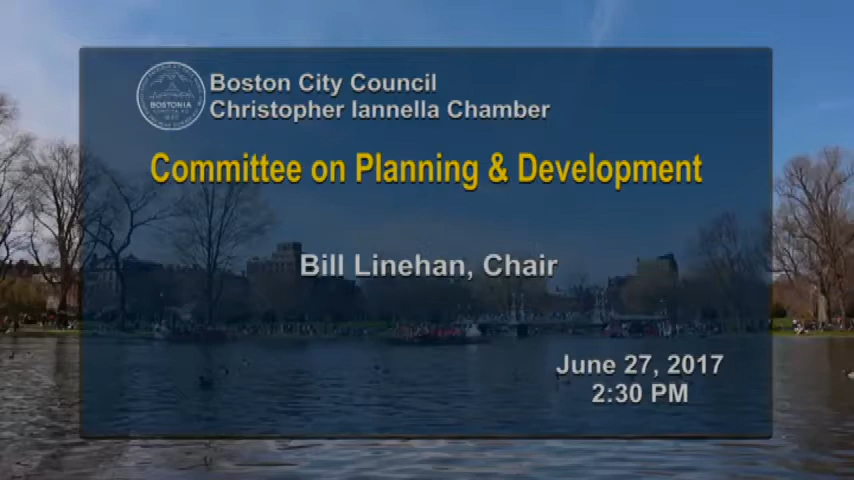 BOSTONIA
Boston City Council
Christopher Iannella Chamber
Committee on Planning & Development
Bill Linehan, Chair
June 27, 2017
2:30 PM